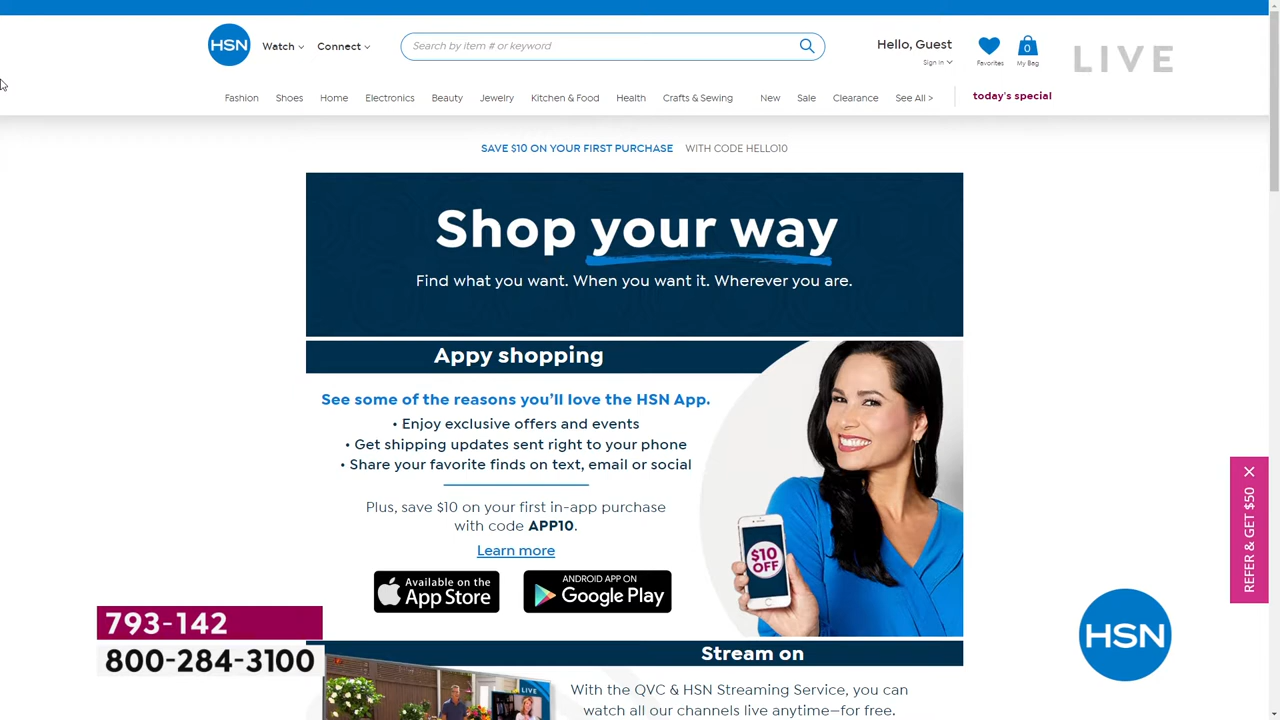 HSN
Watch
Connect
Search by item # or keyword
Hello, Guest
Sign In
Favorites
0
My Bag
LIVE
Fashion Shoes Home Electronics Beauty Jewelry Kitchen & Food Health Crafts & Sewing New Sale Clearance See All > today's special
SAVE $10 ON YOUR FIRST PURCHASE WITH CODE HELLO10
Shop your way
Find what you want. When you want it. Wherever you are.
Appy shopping
See some of the reasons you'll love the HSN App.
• Enjoy exclusive offers and events
• Get shipping updates sent right to your phone
• Share your favorite finds on text, email or social
Plus, save $10 on your first in-app purchase
with code APP10.
Learn more
Available on the
App Store
ANDROID APP ON
Google Play
$10
OFF
REFER & GET $50
793-142
800-284-3100
HSN
Stream on
LIVE
With the QVC & HSN Streaming Service, you can
watch all our channels live anytime—for free.